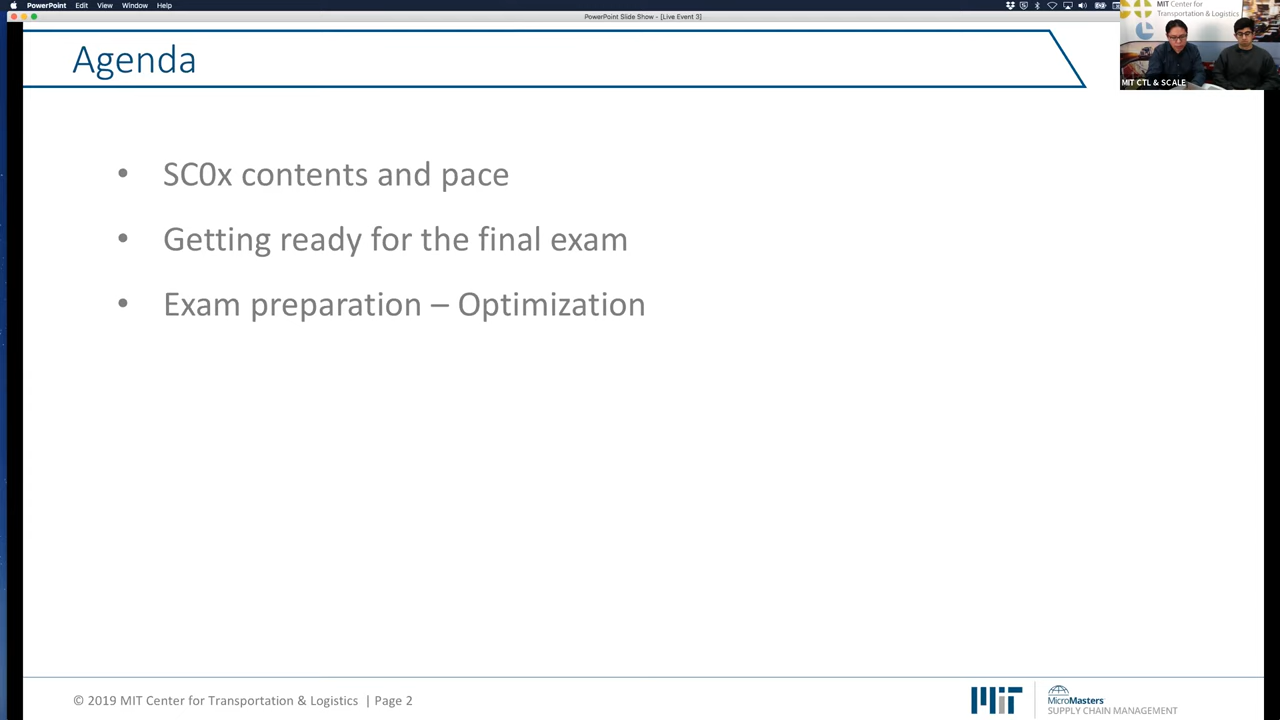 PowerPoint Edit View Window Help
PowerPoint Slide Show - [Live Event 3]
MIT Center for
Transportation & Logistics
MIT CTL & SCALE
Agenda
• SC0x contents and pace
• Getting ready for the final exam
• Exam preparation – Optimization
© 2019 MIT Center for Transportation & Logistics | Page 2
MIT
MicroMasters
SUPPLY CHAIN MANAGEMENT